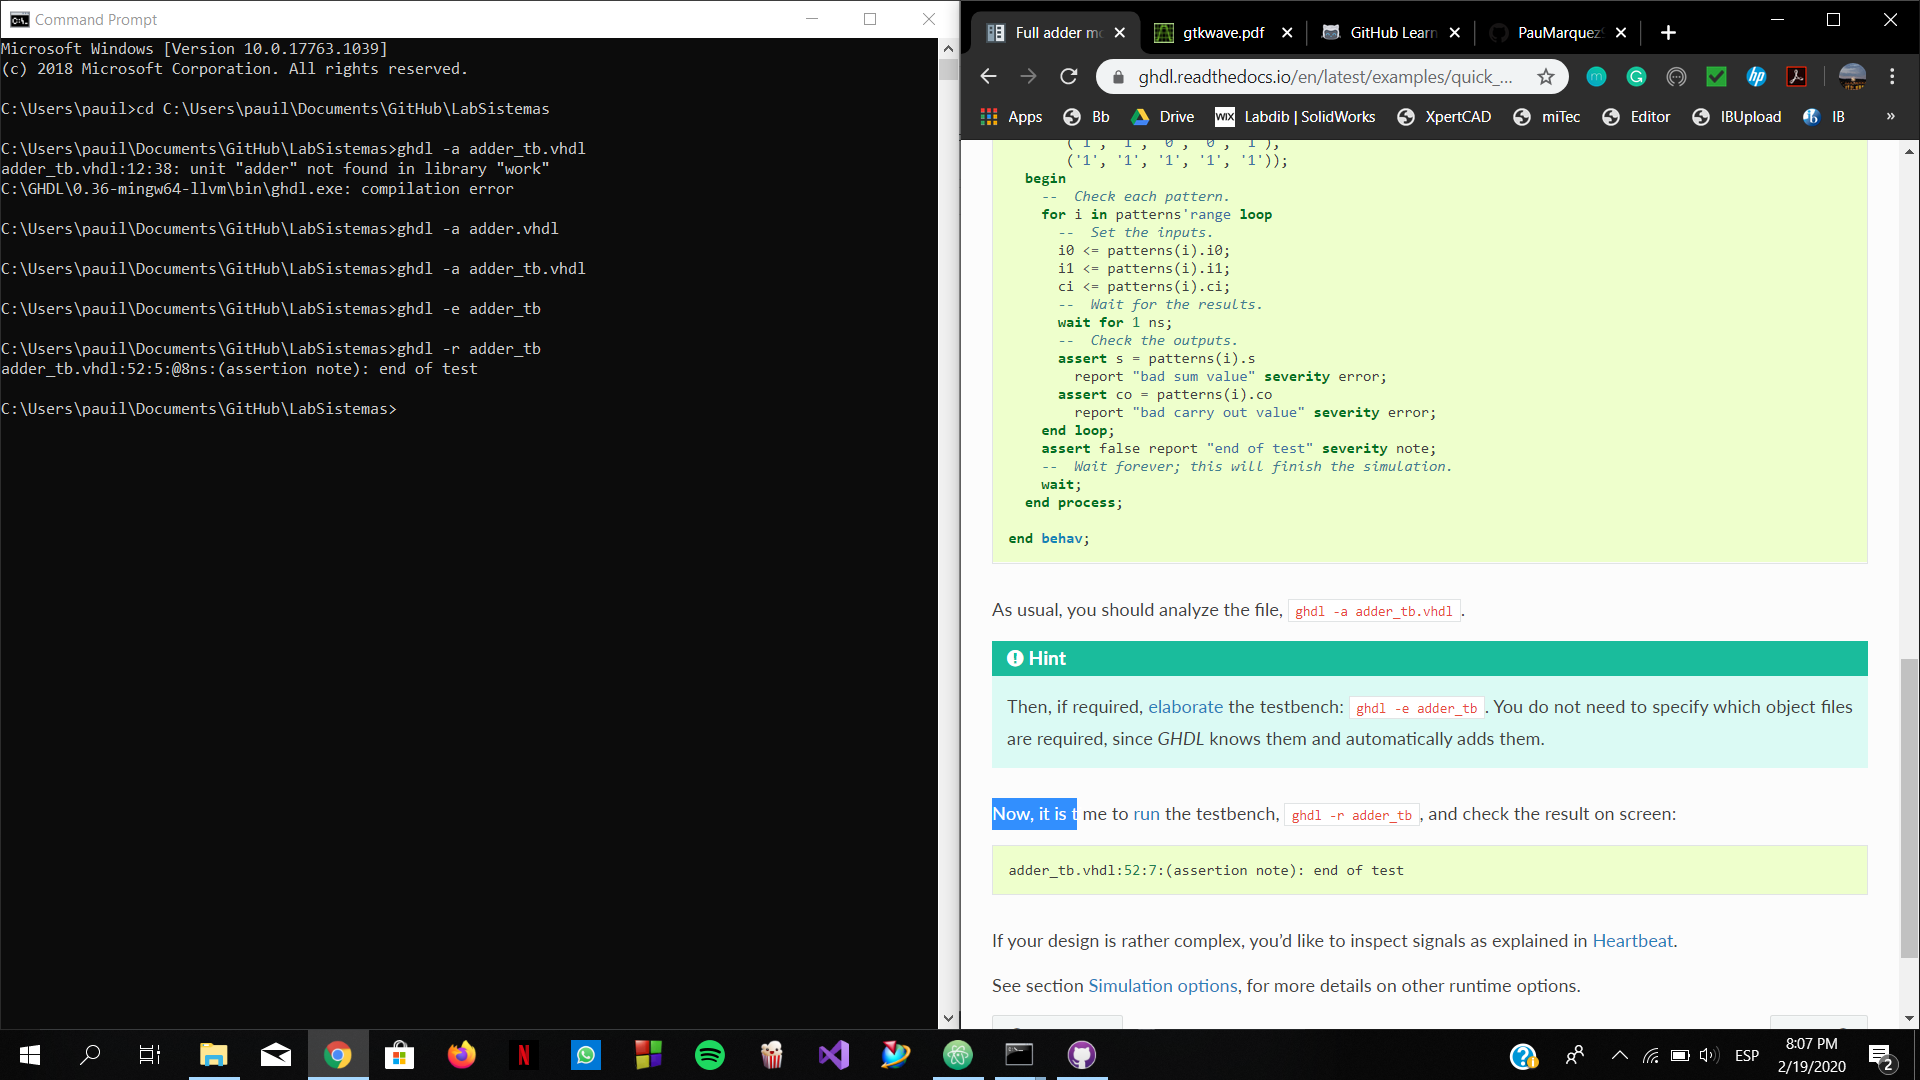 Command Prompt
Microsoft Windows [Version 10.0.17763.1039]
(c) 2018 Microsoft Corporation. All rights reserved.
C:\Users\pauil>cd C:\Users\pauil\Documents\GitHub\LabSistemas
C:\Users\pauil\Documents\GitHub\LabSistemas>ghdl -a adder_tb.vhdl
adder_tb.vhdl:12:38: unit "adder" not found in library "work"
C:\GHDL\0.36-mingw64-llvm\bin\ghdl.exe: compilation error
C:\Users\pauil\Documents\GitHub\LabSistemas>ghdl -a adder.vhdl
C:\Users\pauil\Documents\GitHub\LabSistemas>ghdl -a adder_tb.vhdl
C:\Users\pauil\Documents\GitHub\LabSistemas>ghdl -e adder_tb
C:\Users\pauil\Documents\GitHub\LabSistemas>ghdl -r adder_tb
adder_tb.vhdl:52:5:@8ns:(assertion note): end of test
C:\Users\pauil\Documents\GitHub\LabSistemas>
Full adder mo
gtkwave.pdf
GitHub Learn
PauMarquez
ghdl.readthedocs.io/en/latest/examples/quick_...
Apps Bb Drive WIX Labdib | SolidWorks XpertCAD miTec Editor IBUpload IB »
('1', '1', '0', '0', '1'),
('1', '1', '1', '1', '1'));
begin
-- Check each pattern.
for i in patterns'range loop
-- Set the inputs.
i0 <= patterns(i).i0;
i1 <= patterns(i).i1;
ci <= patterns(i).ci;
-- Wait for the results.
wait for 1 ns;
-- Check the outputs.
assert s = patterns(i).s
report "bad sum value" severity error;
assert co = patterns(i).co
report "bad carry out value" severity error;
end loop;
assert false report "end of test" severity note;
-- Wait forever; this will finish the simulation.
wait;
end process;
end behav;
As usual, you should analyze the file, ghdl -a adder_tb.vhdl.
Hint
Then, if required, elaborate the testbench: ghdl -e adder_tb. You do not need to specify which object files
are required, since GHDL knows them and automatically adds them.
Now, it is time to run the testbench, ghdl -r adder_tb, and check the result on screen:
adder_tb.vhdl:52:7:(assertion note): end of test
If your design is rather complex, you'd like to inspect signals as explained in Heartbeat.
See section Simulation options, for more details on other runtime options.
ESP
8:07 PM
2/19/2020
2